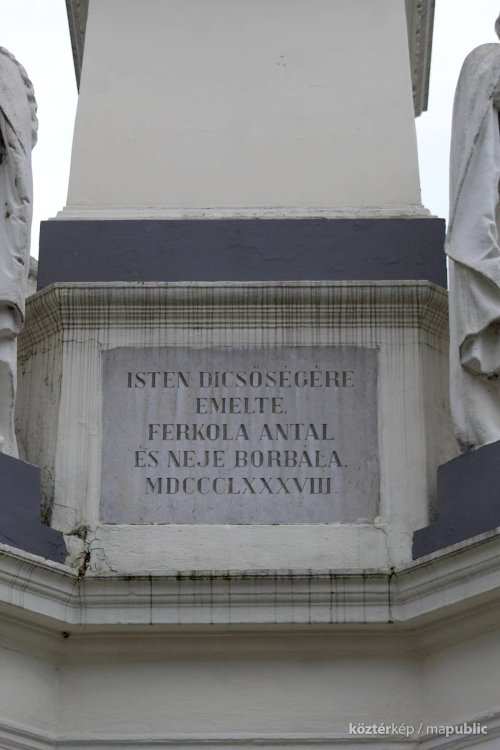 ISTEN DICSŐSÉGÉRE
EMELTE,
FERKOLA ANTAL
ÉS NEJE BORBÁLA.
MDCCCLXXXVIII.
köztérkép / mapublic